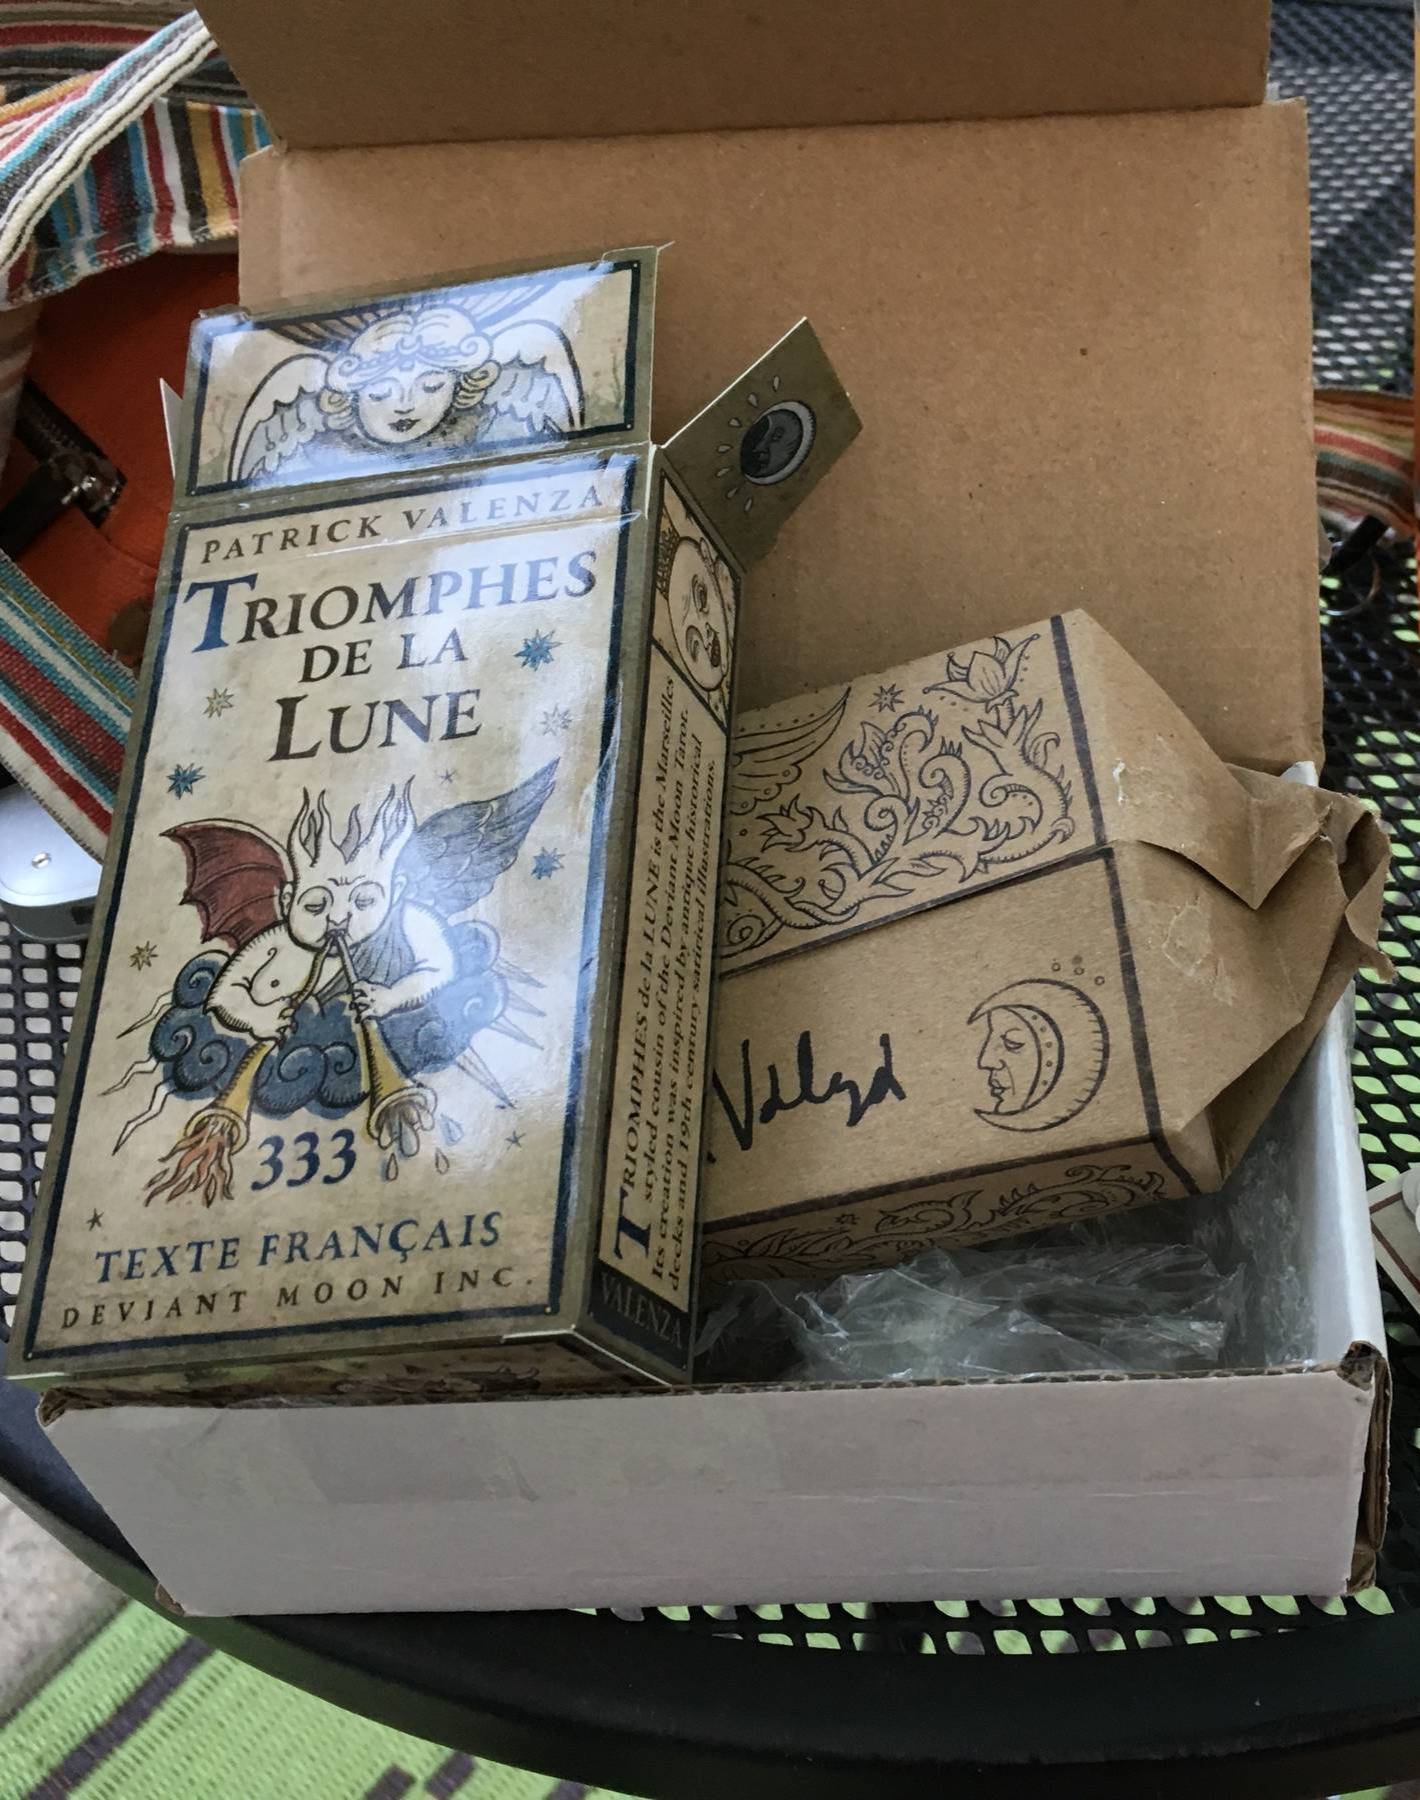 PATRICK VALENZA
TRIOMPHES
DE LA
LUNE
333
TEXTE FRANÇAIS
DEVIANT MOON INC.
TRIOMPHES de la LUNE is the Marseilles
styled cousin of the Deviant Moon Tarot.
Its creation was inspired by antique historical
decks and 19th century satirical illustrations.
VALENZA